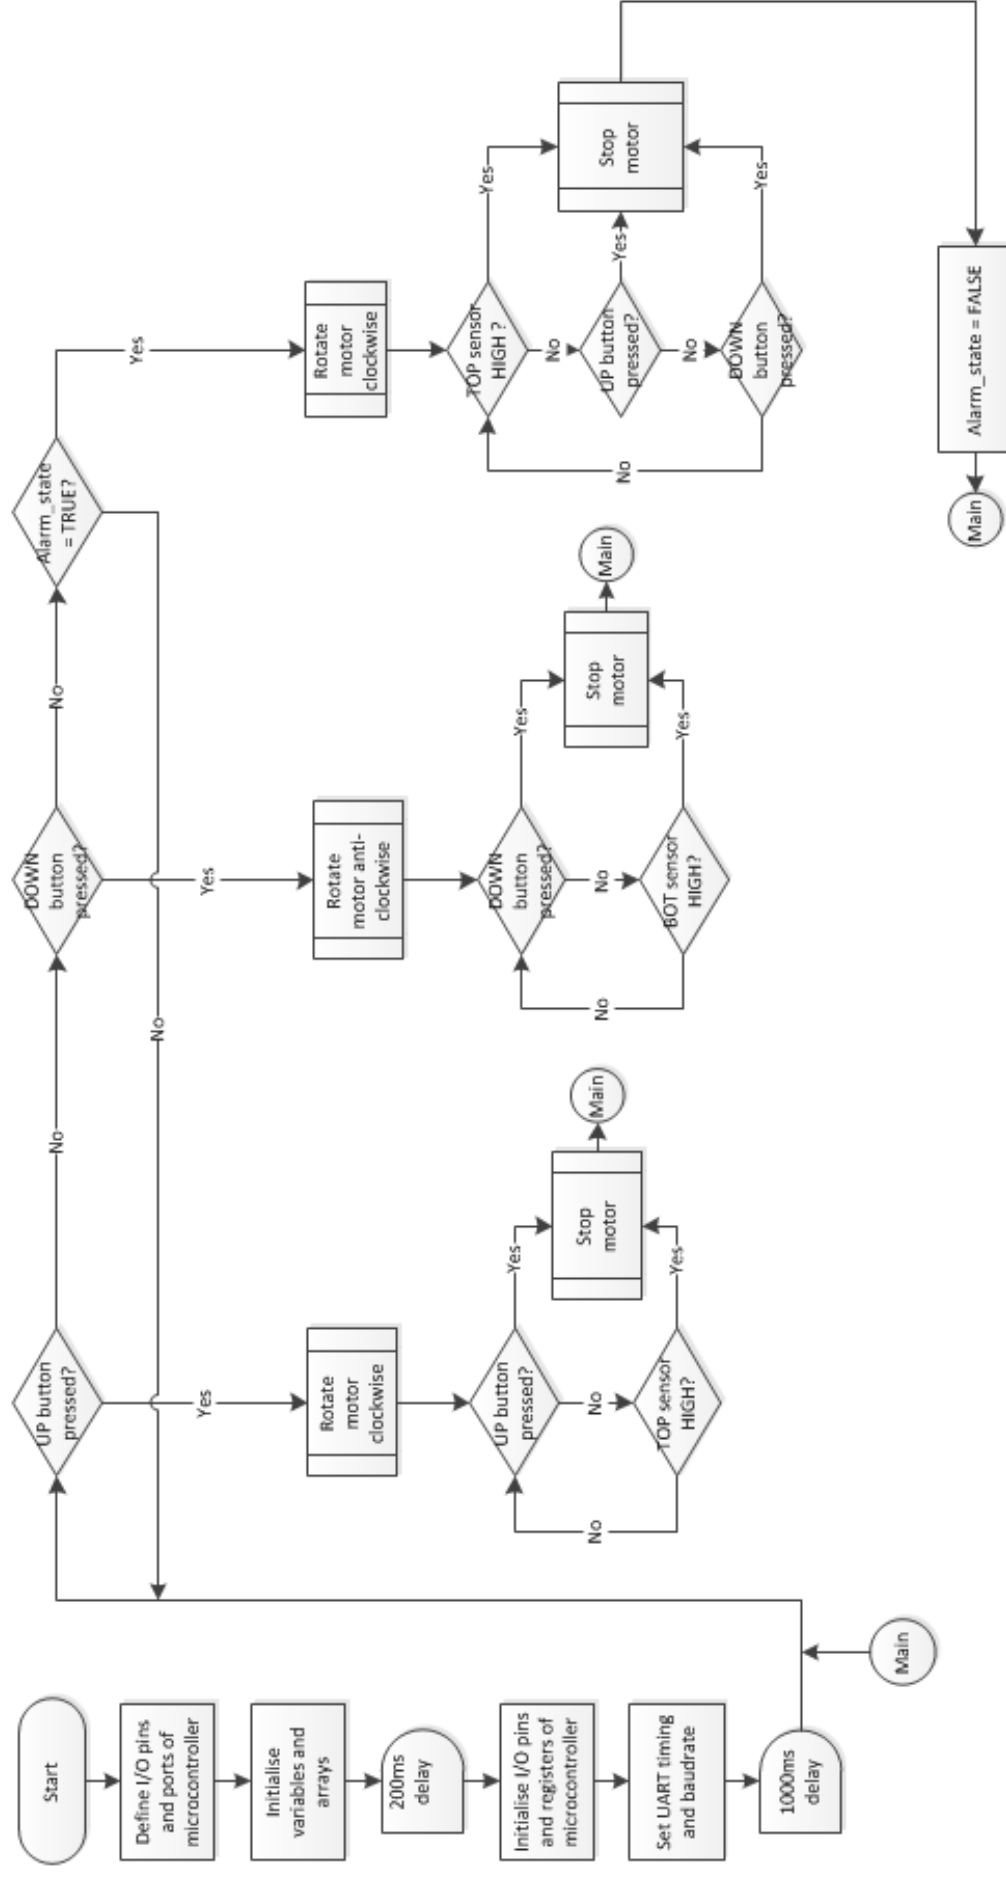 Start
Define I/O pins
and ports of
microcontroller
Initialise
variables and
arrays
200ms
delay
Initialise I/O pins
and registers of
microcontroller
Set UART timing
and baudrate
1000ms
delay
Main
UP button
pressed?
No
Yes
Rotate
motor
clockwise
UP button
pressed?
Yes
No
TOP sensor
HIGH?
Yes
No
Stop
motor
Main
DOWN
button
pressed?
No
Yes
Rotate
motor anti-
clockwise
DOWN
button
pressed?
Yes
No
BOT sensor
HIGH?
Yes
No
Stop
motor
Main
Alarm_state
= TRUE?
No
Yes
Rotate
motor
clockwise
TOP sensor
HIGH ?
Yes
No
UP button
pressed?
Yes
No
DOWN
button
pressed?
Yes
No
Stop
motor
Alarm_state = FALSE
Main